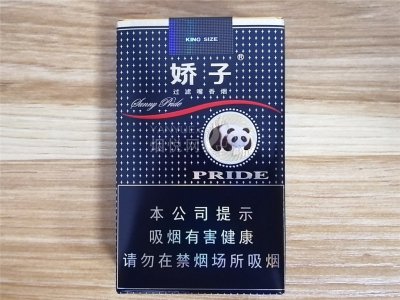 KING SIZE
娇子®
过滤嘴香烟
Sunny Pride
PRIDE
本公司提示
吸烟有害健康
请勿在禁烟场所吸烟